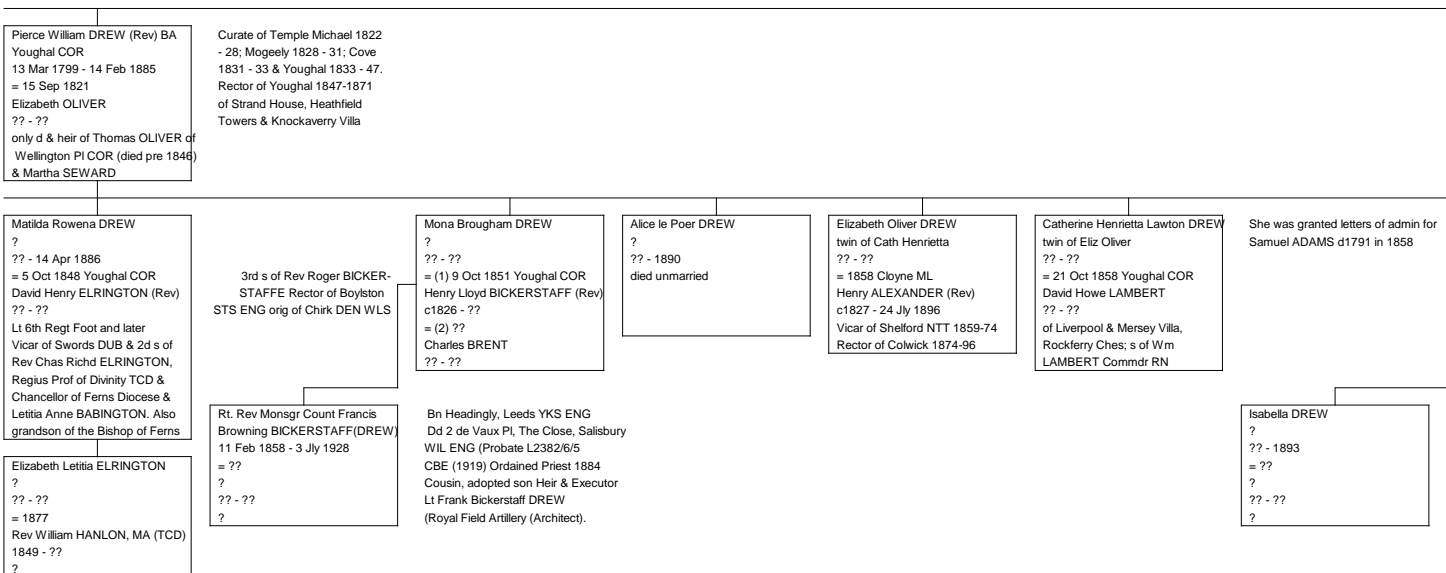 Pierce William DREW (Rev) BA
Youghal COR
13 Mar 1799 - 14 Feb 1885
= 15 Sep 1821
Elizabeth OLIVER
?? - ??
only d & heir of Thomas OLIVER of
Wellington Pl COR (died pre 1846)
& Martha SEWARD
Curate of Temple Michael 1822
- 28; Mogeely 1828 - 31; Cove
1831 - 33 & Youghal 1833 - 47.
Rector of Youghal 1847-1871
of Strand House, Heathfield
Towers & Knockaverry Villa
Matilda Rowena DREW
?
?? - 14 Apr 1886
= 5 Oct 1848 Youghal COR
David Henry ELRINGTON (Rev)
?? - ??
Lt 6th Regt Foot and later
Vicar of Swords DUB & 2d s of
Rev Chas Richd ELRINGTON,
Regius Prof of Divinity TCD &
Chancellor of Ferns Diocese &
Letitia Anne BABINGTON. Also
grandson of the Bishop of Ferns
3rd s of Rev Roger BICKER-
STAFFE Rector of Boylston
STS ENG orig of Chirk DEN WLS
Mona Brougham DREW
?
?? - ??
= (1) 9 Oct 1851 Youghal COR
Henry Lloyd BICKERSTAFF (Rev)
c1826 - ??
= (2) ??
Charles BRENT
?? - ??
Alice le Poer DREW
?
?? - 1890
died unmarried
Elizabeth Oliver DREW
twin of Cath Henrietta
?? - ??
= 1858 Cloyne ML
Henry ALEXANDER (Rev)
c1827 - 24 Jly 1896
Vicar of Shelford NTT 1859-74
Rector of Colwick 1874-96
Catherine Henrietta Lawton DREW
twin of Eliz Oliver
?? - ??
= 21 Oct 1858 Youghal COR
David Howe LAMBERT
?? - ??
of Liverpool & Mersey Villa,
Rockferry Ches; s of Wm
LAMBERT Commdr RN
She was granted letters of admin for
Samuel ADAMS d1791 in 1858
Elizabeth Letitia ELRINGTON
?
?? - ??
= 1877
Rev William HANLON, MA (TCD)
1849 - ??
?
Rt. Rev Monsgr Count Francis
Browning BICKERSTAFF(DREW)
11 Feb 1858 - 3 Jly 1928
= ??
?
?? - ??
?
Bn Headingly, Leeds YKS ENG
Dd 2 de Vaux Pl, The Close, Salisbury
WIL ENG (Probate L2382/6/5
CBE (1919) Ordained Priest 1884
Cousin, adopted son Heir & Executor
Lt Frank Bickerstaff DREW
(Royal Field Artillery (Architect).
Isabella DREW
?
?? - 1893
= ??
?
?? - ??
?